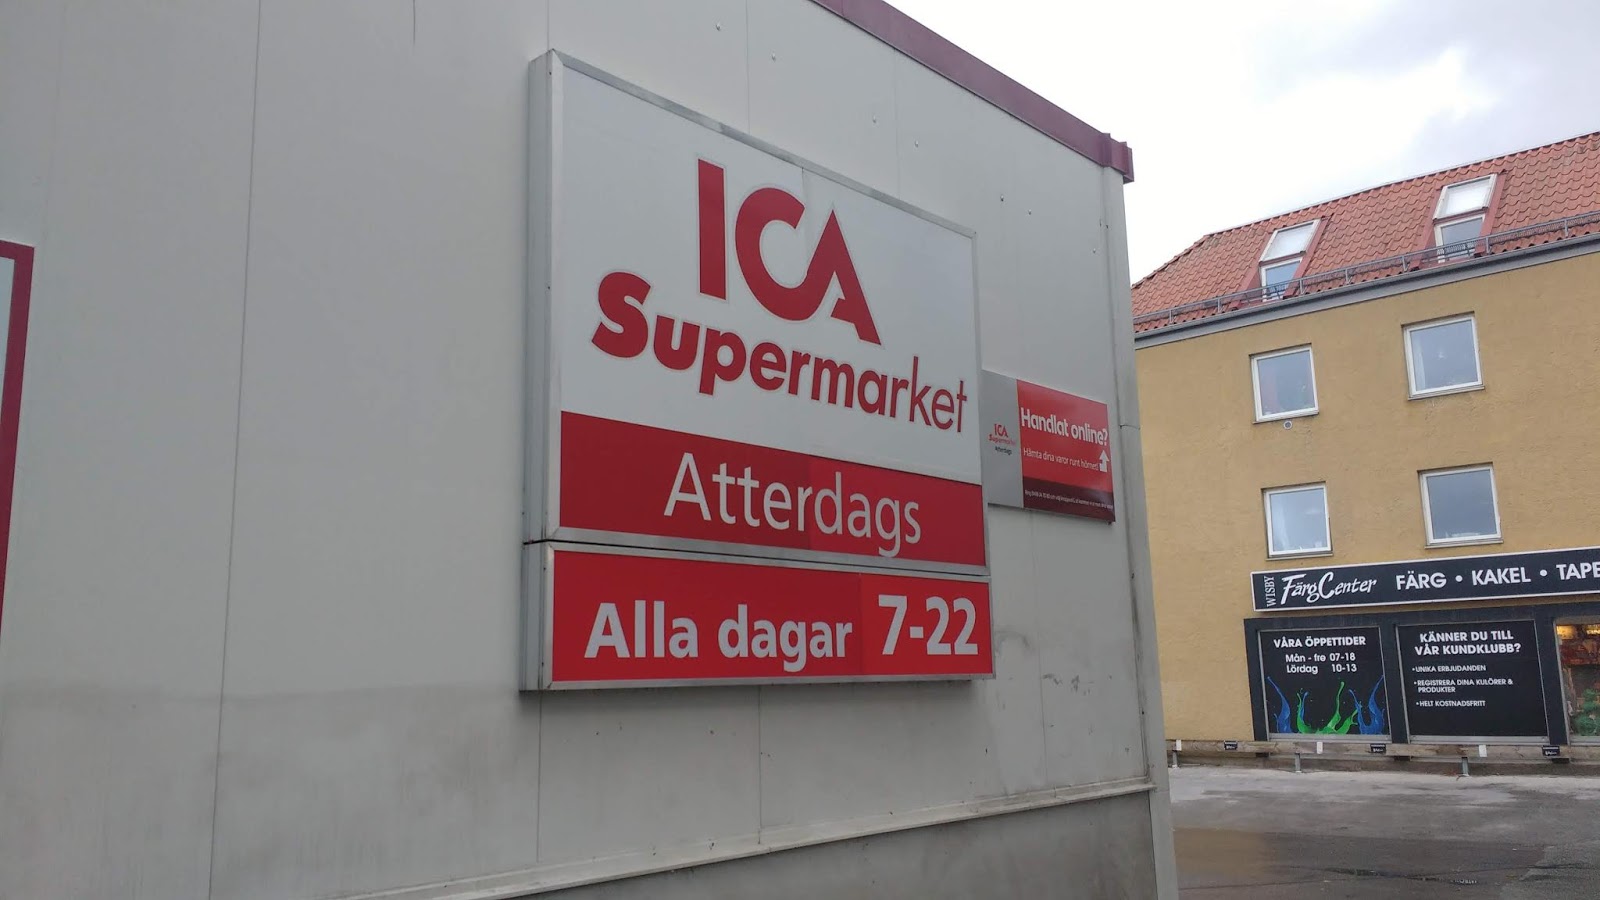 ICA
Supermarket
Atterdags
Alla dagar 7-22
ICA
Supermarket
Atterdags
Handlat online?
Hämta dina varor runt hörnet!
WISBY
FärgCenter FÄRG • KAKEL • TAPE
VÅRA ÖPPETTIDER
Mån - fre 07-18
Lördag 10-13
KÄNNER DU TILL
VÅR KUNDKLUBB?
• UNIKA ERBJUDANDEN
• REGISTRERA DINA KULÖRER &
PRODUKTER
• HELT KOSTNADSFRITT